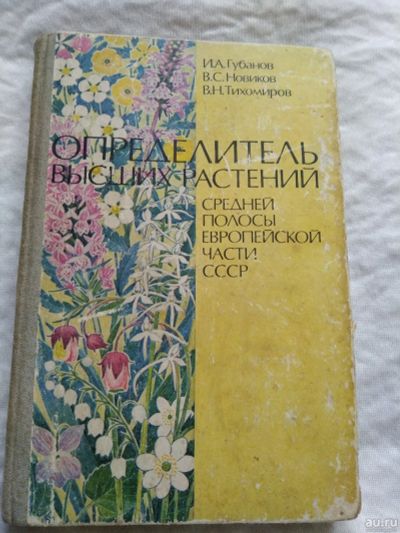 И.А.Губанов
В.С.Новиков
В.Н.Тихомиров
ОПРЕДЕЛИТЕЛЬ
ВЫСШИХ РАСТЕНИЙ
СРЕДНЕЙ
ПОЛОСЫ
ЕВРОПЕЙСКОЙ
ЧАСТИ
СССР
au.ru